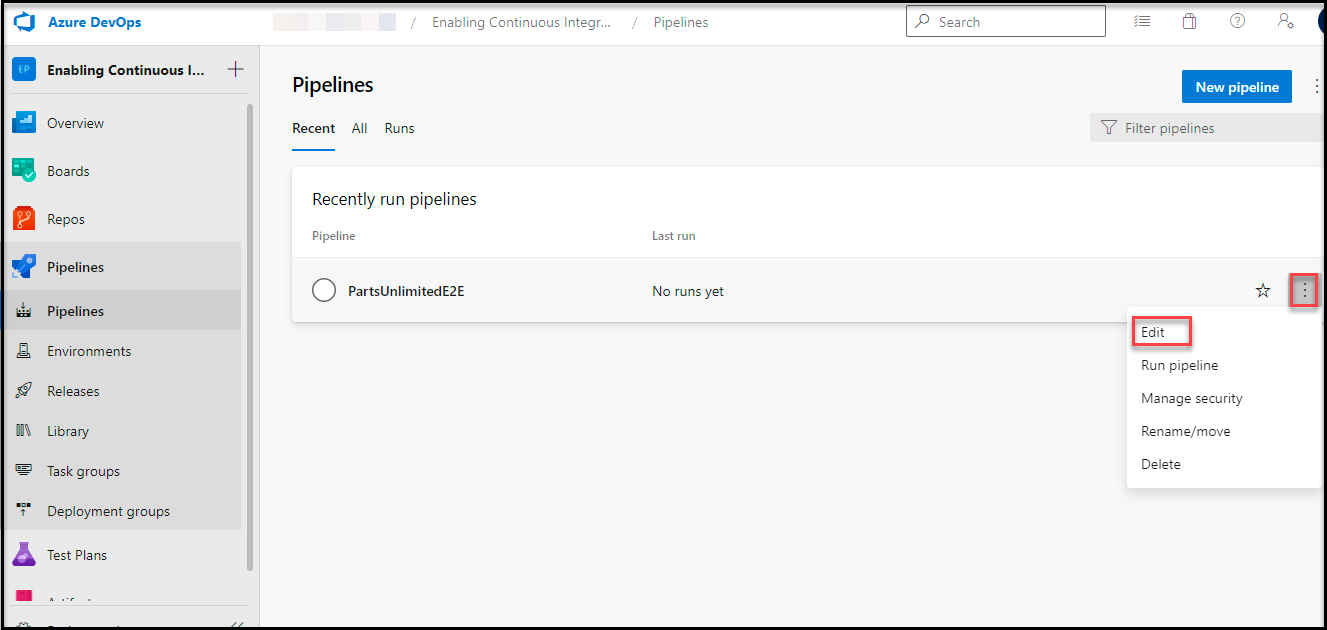 Azure DevOps
/ Enabling Continuous Integr... / Pipelines
Search
EP Enabling Continuous I...
Overview
Boards
Repos
Pipelines
Pipelines
Environments
Releases
Library
Task groups
Deployment groups
Test Plans
Pipelines
New pipeline
Recent All Runs
Filter pipelines
Recently run pipelines
Pipeline Last run
PartsUnlimitedE2E No runs yet
Edit
Run pipeline
Manage security
Rename/move
Delete